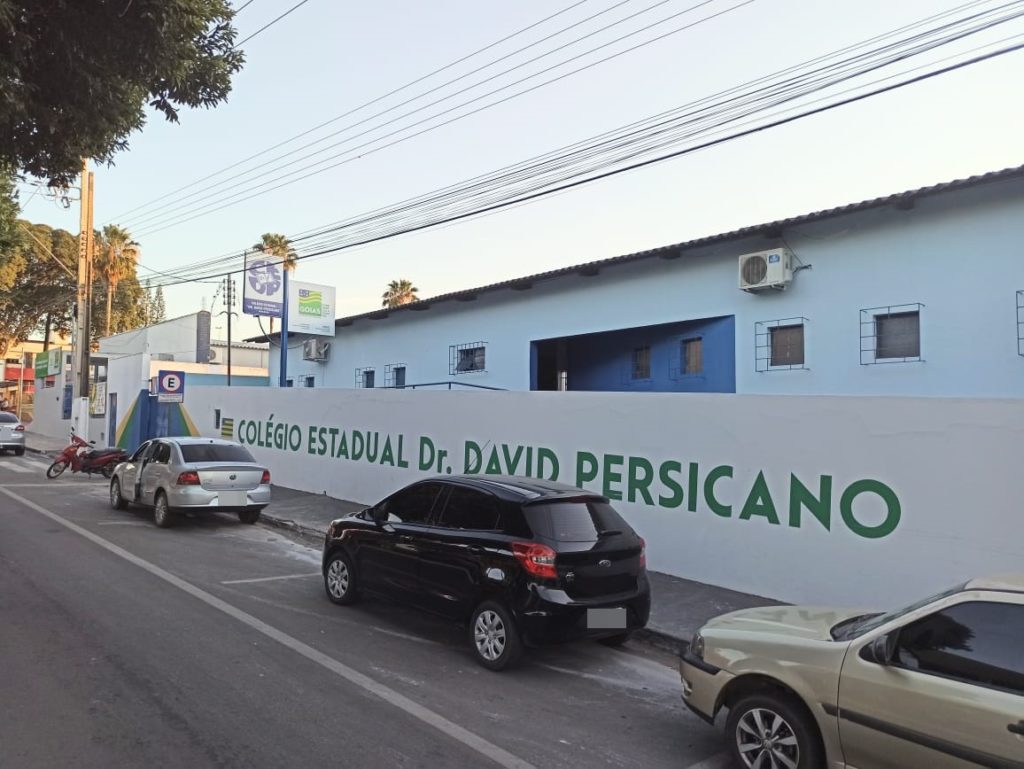 GOIÁS
E
COLÉGIO ESTADUAL Dr. DAVID PERSICANO